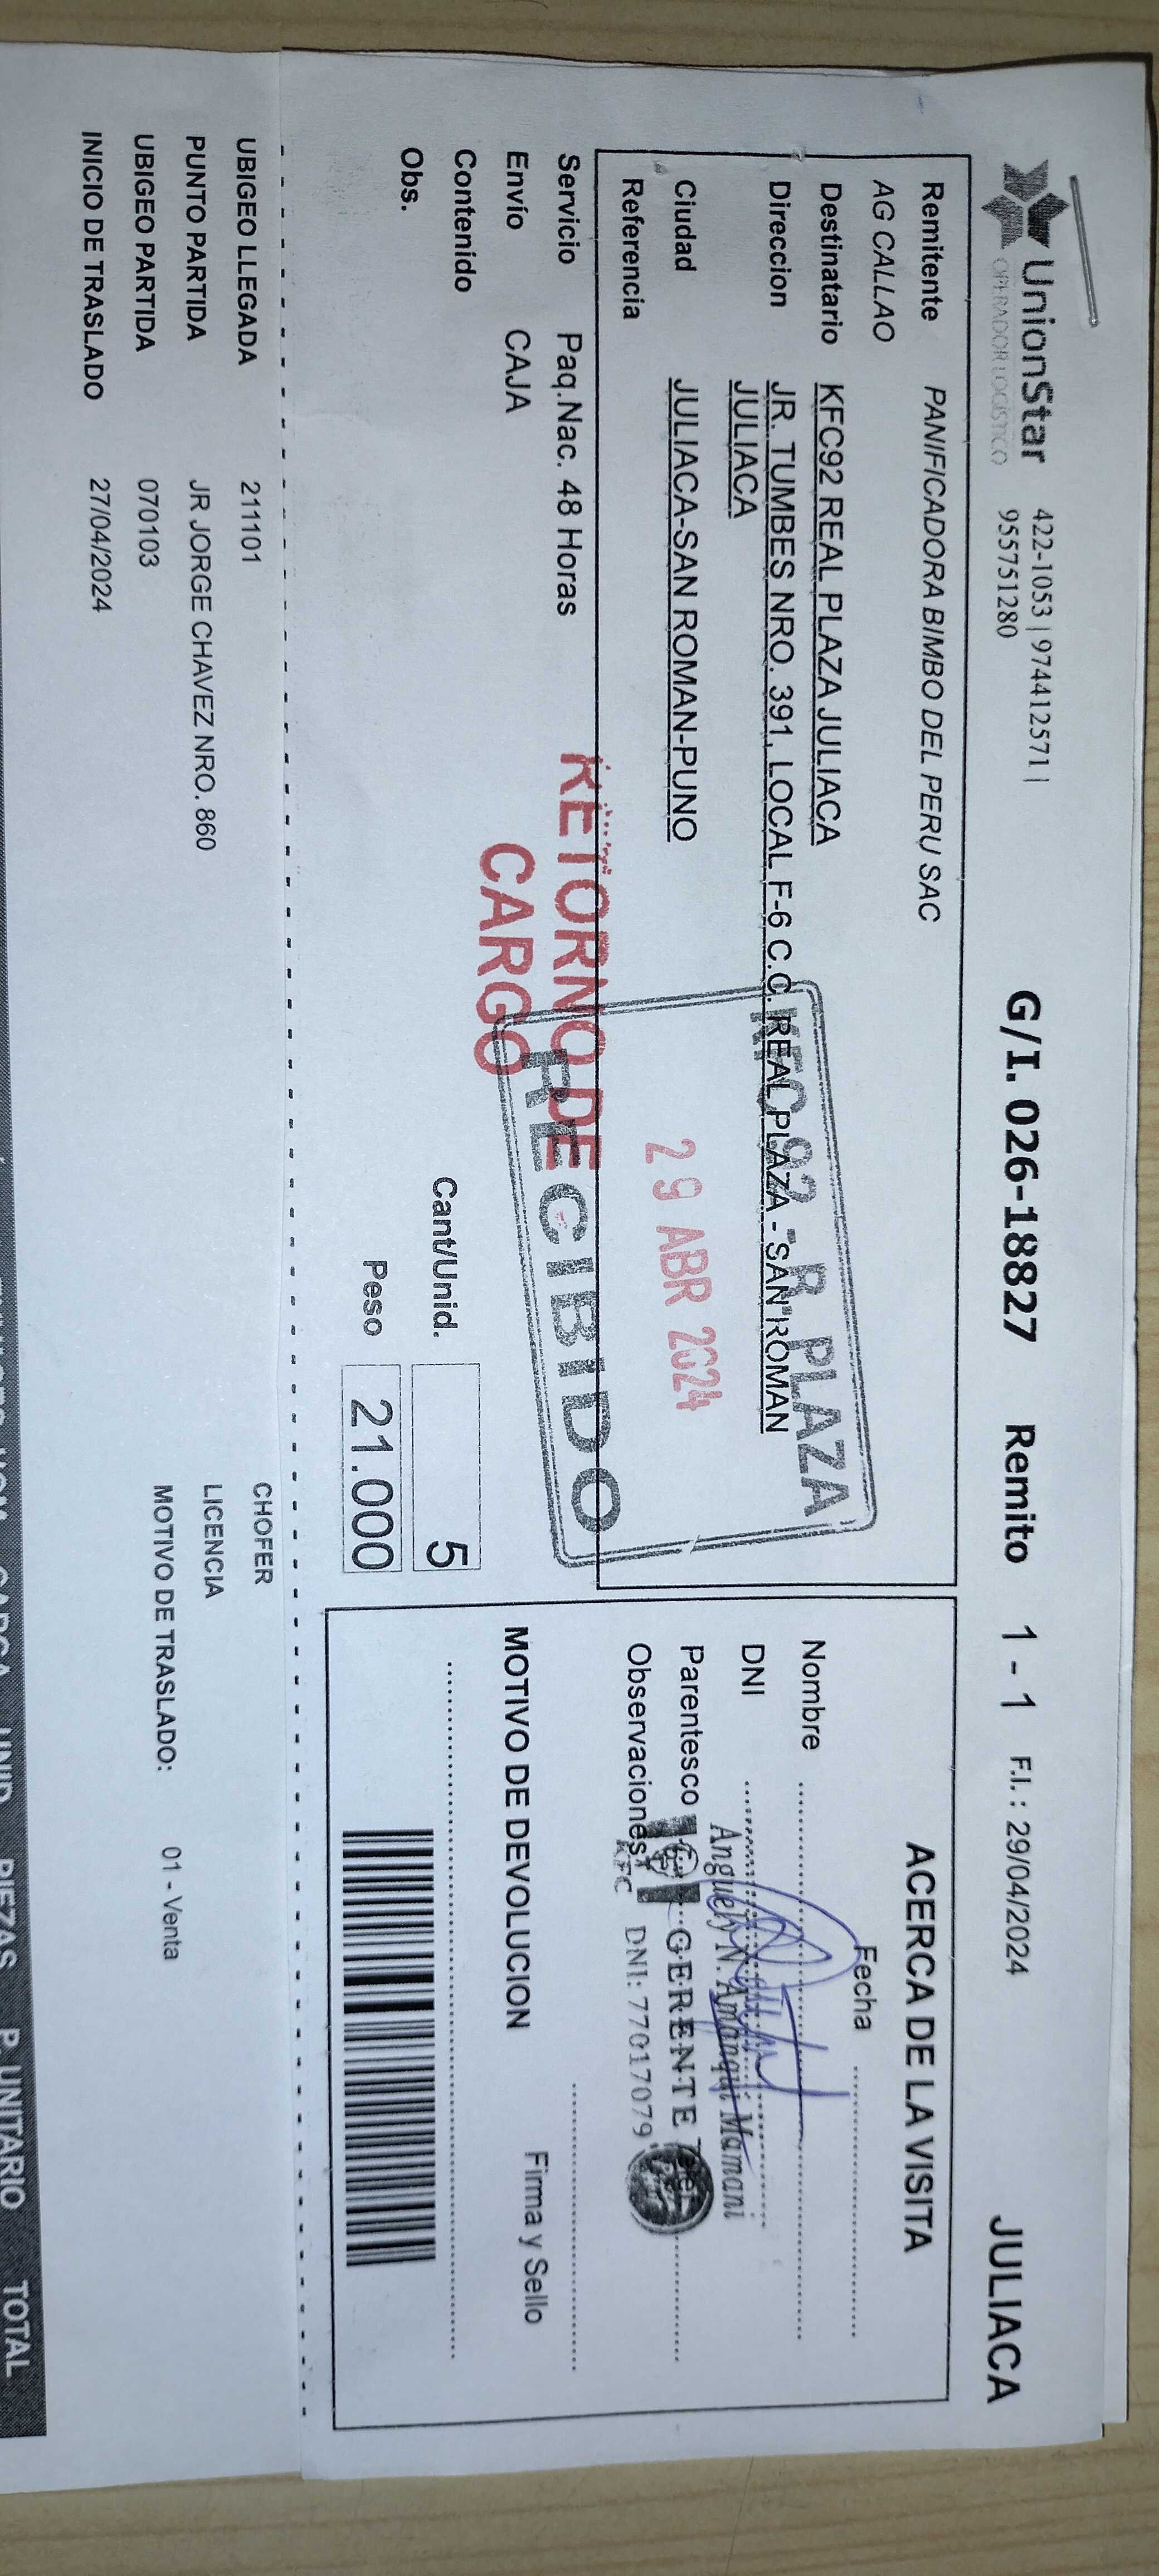 UnionStar
OPERADOR LOGÍSTICO
422-1053 | 974412571 |
955751280
G/I. 026-18827
Remito
1 - 1
F.I. : 29/04/2024
JULIACA
Remitente PANIFICADORA BIMBO DEL PERU SAC
AG CALLAO
Destinatario KFC92 REAL PLAZA JULIACA
Direccion JR. TUMBES NRO. 391, LOCAL F-6 C.C. REAL PLAZA - SAN ROMAN
JULIACA
Ciudad JULIACA-SAN ROMAN-PUNO
Referencia
KFC 92 - R. PLAZA
29 ABR 2024
RECIBIDO
Servicio Paq.Nac. 48 Horas
Envío CAJA
Contenido
Obs.
RETORNO DE
CARGO
Cant/Unid. 5
Peso 21.000
ACERCA DE LA VISITA
Fecha
Nombre
DNI
Anguely N. Amanqui Mamani
Parentesco
GERENTE
Observaciones
KFC DNI: 77017079
Firma y Sello
MOTIVO DE DEVOLUCION
UBIGEO LLEGADA 211101
PUNTO PARTIDA JR JORGE CHAVEZ NRO. 860
UBIGEO PARTIDA 070103
INICIO DE TRASLADO 27/04/2024
CHOFER
LICENCIA
MOTIVO DE TRASLADO: 01 - Venta
CARGA UNID PIEZAS P. UNITARIO TOTAL